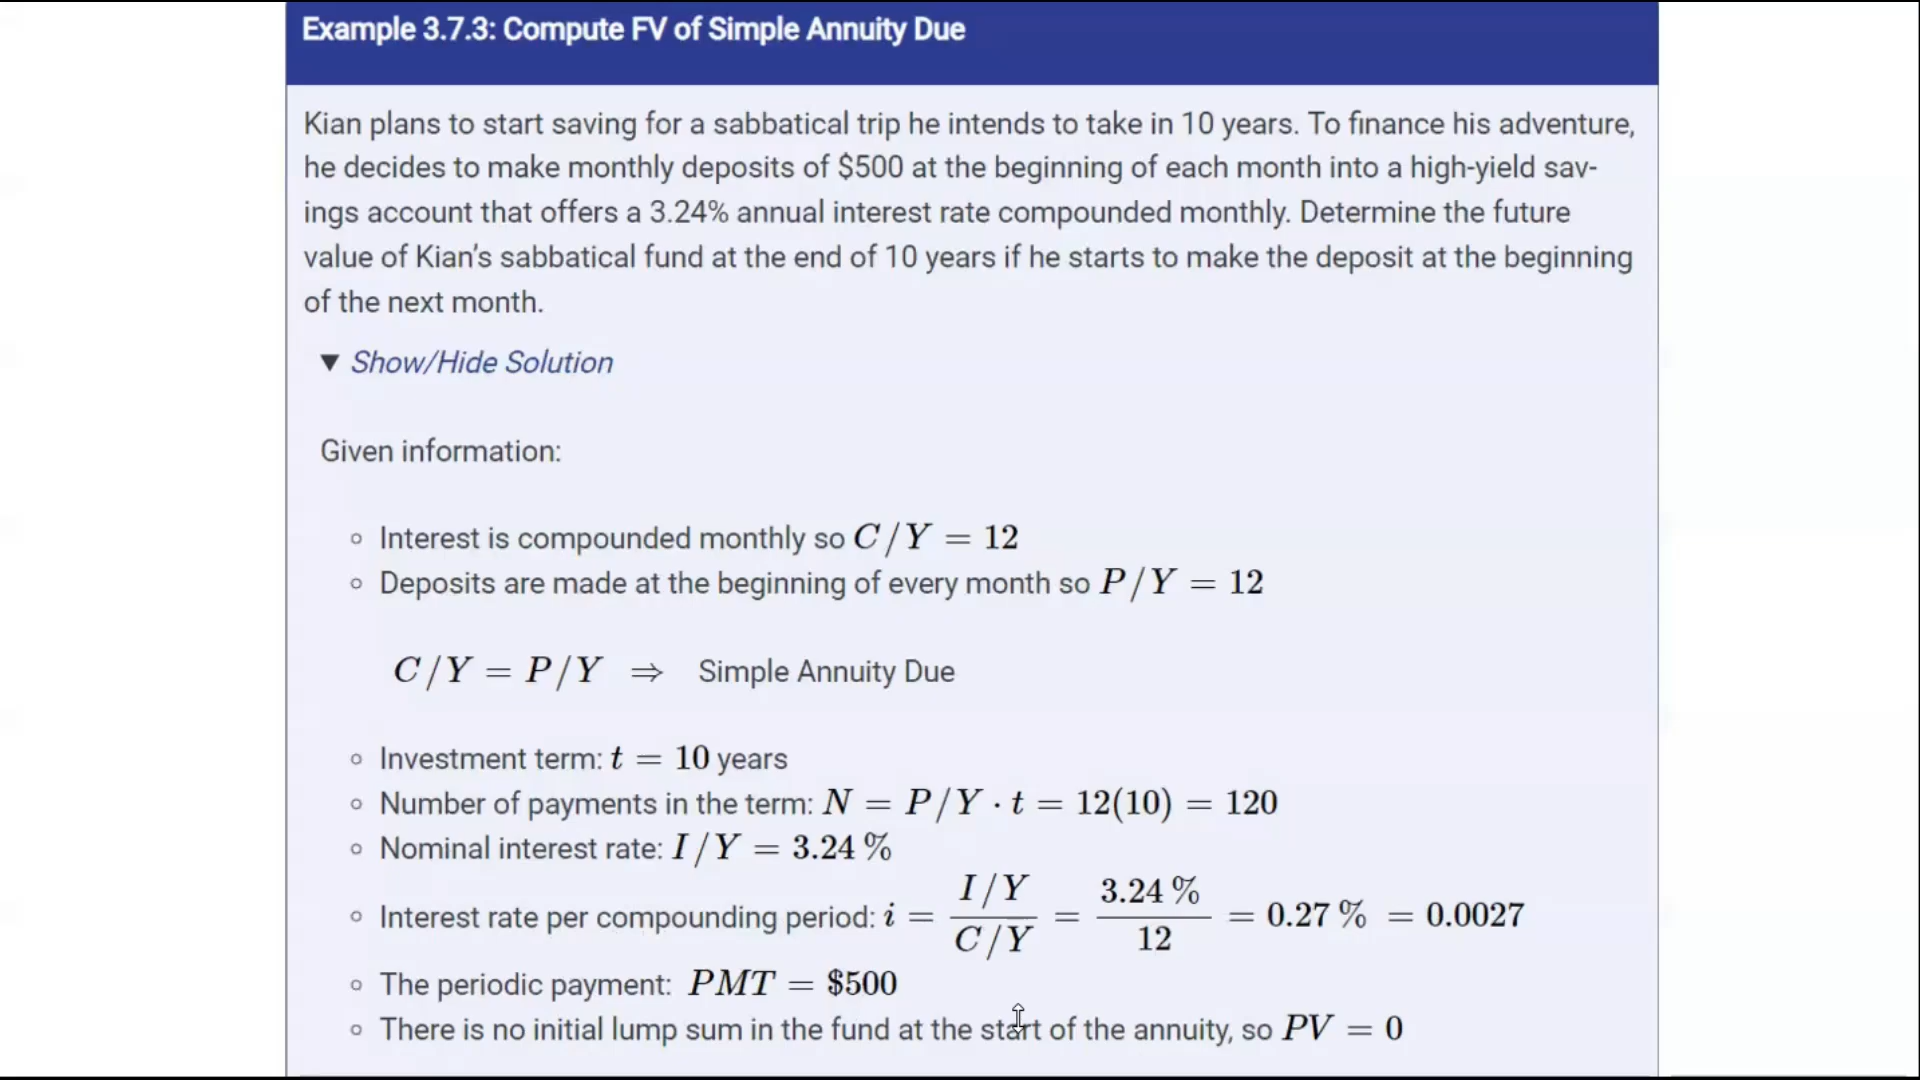 Example 3.7.3: Compute FV of Simple Annuity Due
Kian plans to start saving for a sabbatical trip he intends to take in 10 years. To finance his adventure,
he decides to make monthly deposits of $500 at the beginning of each month into a high-yield sav-
ings account that offers a 3.24% annual interest rate compounded monthly. Determine the future
value of Kian's sabbatical fund at the end of 10 years if he starts to make the deposit at the beginning
of the next month.
▼ Show/Hide Solution
Given information:
◦ Interest is compounded monthly so C/Y = 12
◦ Deposits are made at the beginning of every month so P/Y = 12
C/Y = P/Y ⇒ Simple Annuity Due
◦ Investment term: t = 10 years
◦ Number of payments in the term: N = P/Y · t = 12(10) = 120
◦ Nominal interest rate: I/Y = 3.24 %
◦ Interest rate per compounding period: i = (I/Y)/(C/Y) = 3.24 %/12 = 0.27 % = 0.0027
◦ The periodic payment: PMT = $500
◦ There is no initial lump sum in the fund at the start of the annuity, so PV = 0